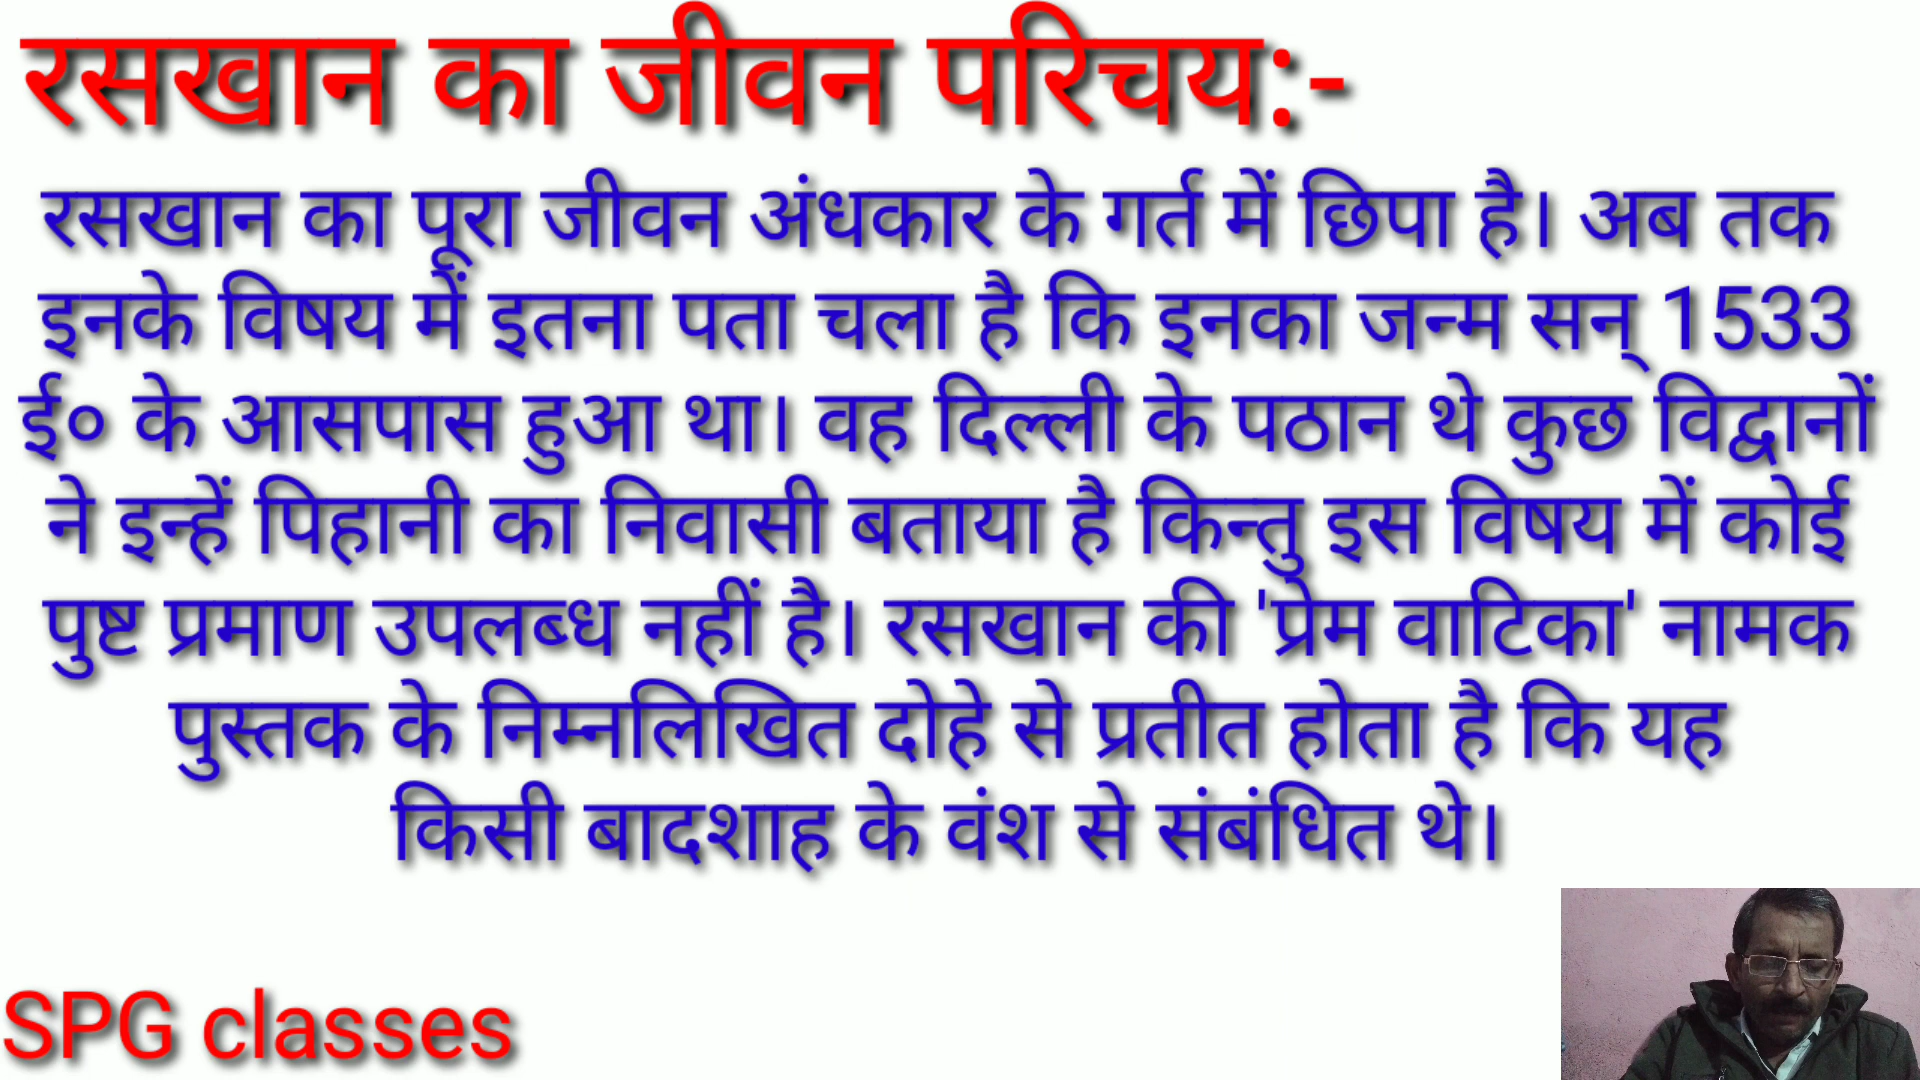 रसखान का जीवन परिचय:-
रसखान का पूरा जीवन अंधकार के गर्त में छिपा है। अब तक
इनके विषय में इतना पता चला है कि इनका जन्म सन् 1533
ई० के आसपास हुआ था। वह दिल्ली के पठान थे कुछ विद्वानों
ने इन्हें पिहानी का निवासी बताया है किन्तु इस विषय में कोई
पुष्ट प्रमाण उपलब्ध नहीं है। रसखान की 'प्रेम वाटिका' नामक
पुस्तक के निम्नलिखित दोहे से प्रतीत होता है कि यह
किसी बादशाह के वंश से संबंधित थे।
SPG classes